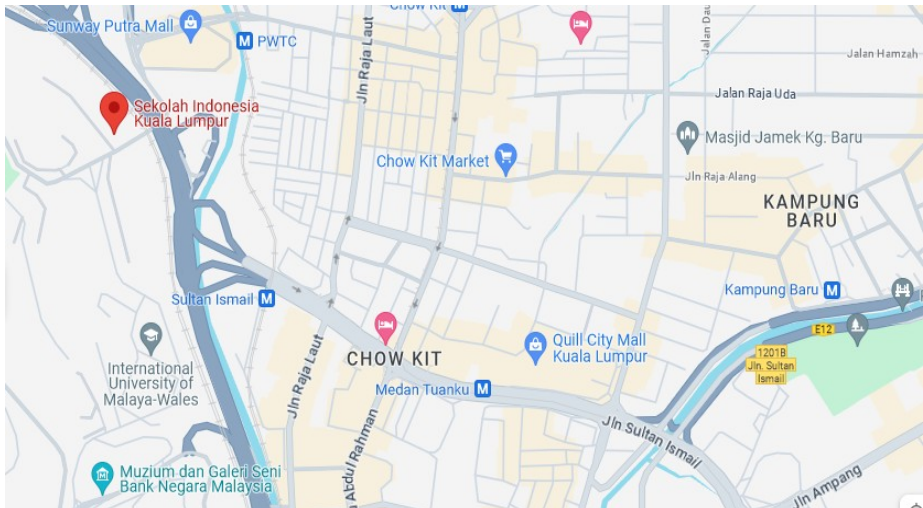 Chow Kit
Sunway Putra Mall
PWTC
Jln Raja Laut
Jalan Hamzah
Jalan Raja Uda
Sekolah Indonesia
Kuala Lumpur
Masjid Jamek Kg. Baru
Chow Kit Market
Jln Raja Alang
KAMPUNG
BARU
Kampung Baru
Sultan Ismail
E12
Quill City Mall
Kuala Lumpur
CHOW KIT
1201B
Jln. Sultan
Ismail
International
University of
Malaya-Wales
Jln Raja Laut
Medan Tuanku
Jln Sultan Ismail
Abdul Rahman
Muzium dan Galeri Seni
Bank Negara Malaysia
Jln Ampang